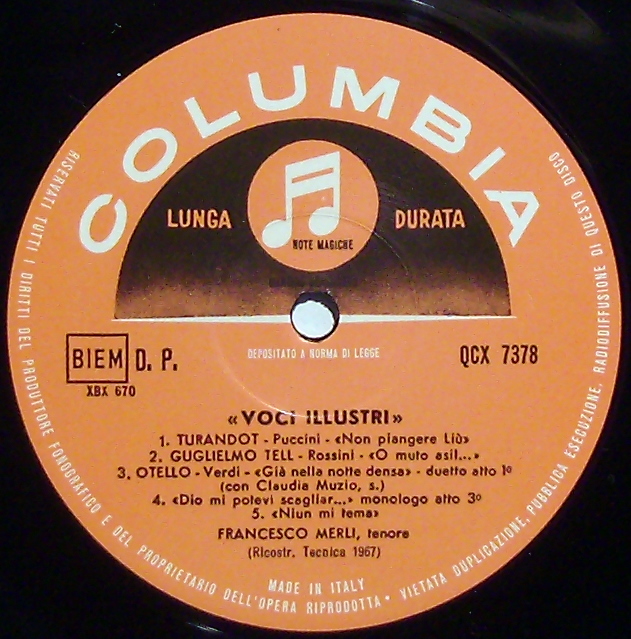 COLUMBIA
LUNGA DURATA
NOTE MAGICHE
BIEM D. P.
XBX 670
DEPOSITATO A NORMA DI LEGGE
QCX 7378
«VOCI ILLUSTRI»
1. TURANDOT - Puccini - «Non piangere Liù»
2. GUGLIELMO TELL - Rossini - «O muto asil...»
3. OTELLO - Verdi - «Già nella notte densa» - duetto atto 1º
(con Claudia Muzio, s.)
4. «Dio mi potevi scagliar...» monologo atto 3º
5. «Niun mi tema»
FRANCESCO MERLI, tenore
(Ricostr. Tecnica 1967)
MADE IN ITALY
RISERVATI TUTTI I DIRITTI DEL PRODUTTORE FONOGRAFICO E DEL PROPRIETARIO DELL'OPERA RIPRODOTTA • VIETATA DUPLICAZIONE, PUBBLICA ESECUZIONE, RADIODIFFUSIONE DI QUESTO DISCO